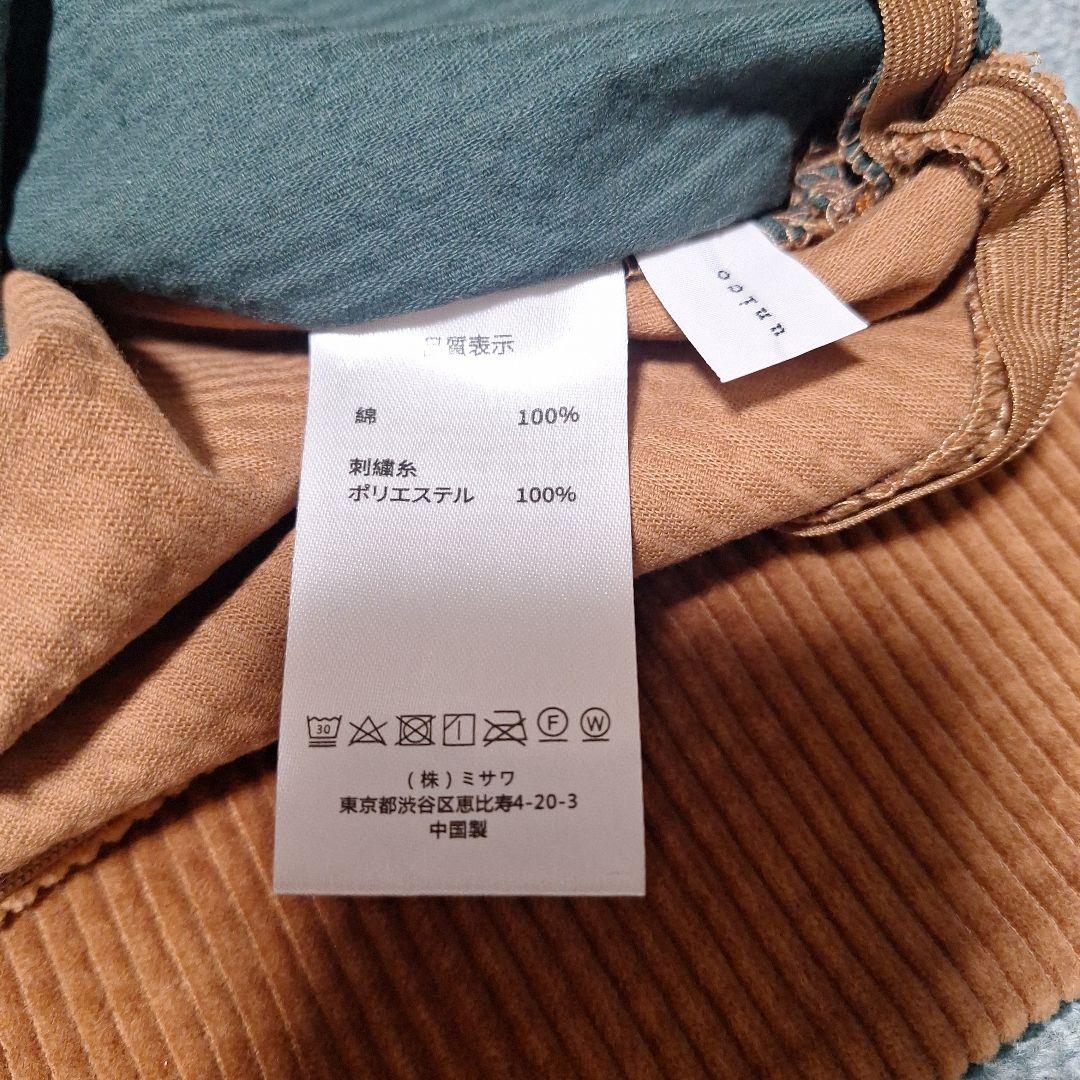 品質表示
綿 100%
刺繍糸
ポリエステル 100%
30
F W
(株)ミサワ
東京都渋谷区恵比寿4-20-3
中国製